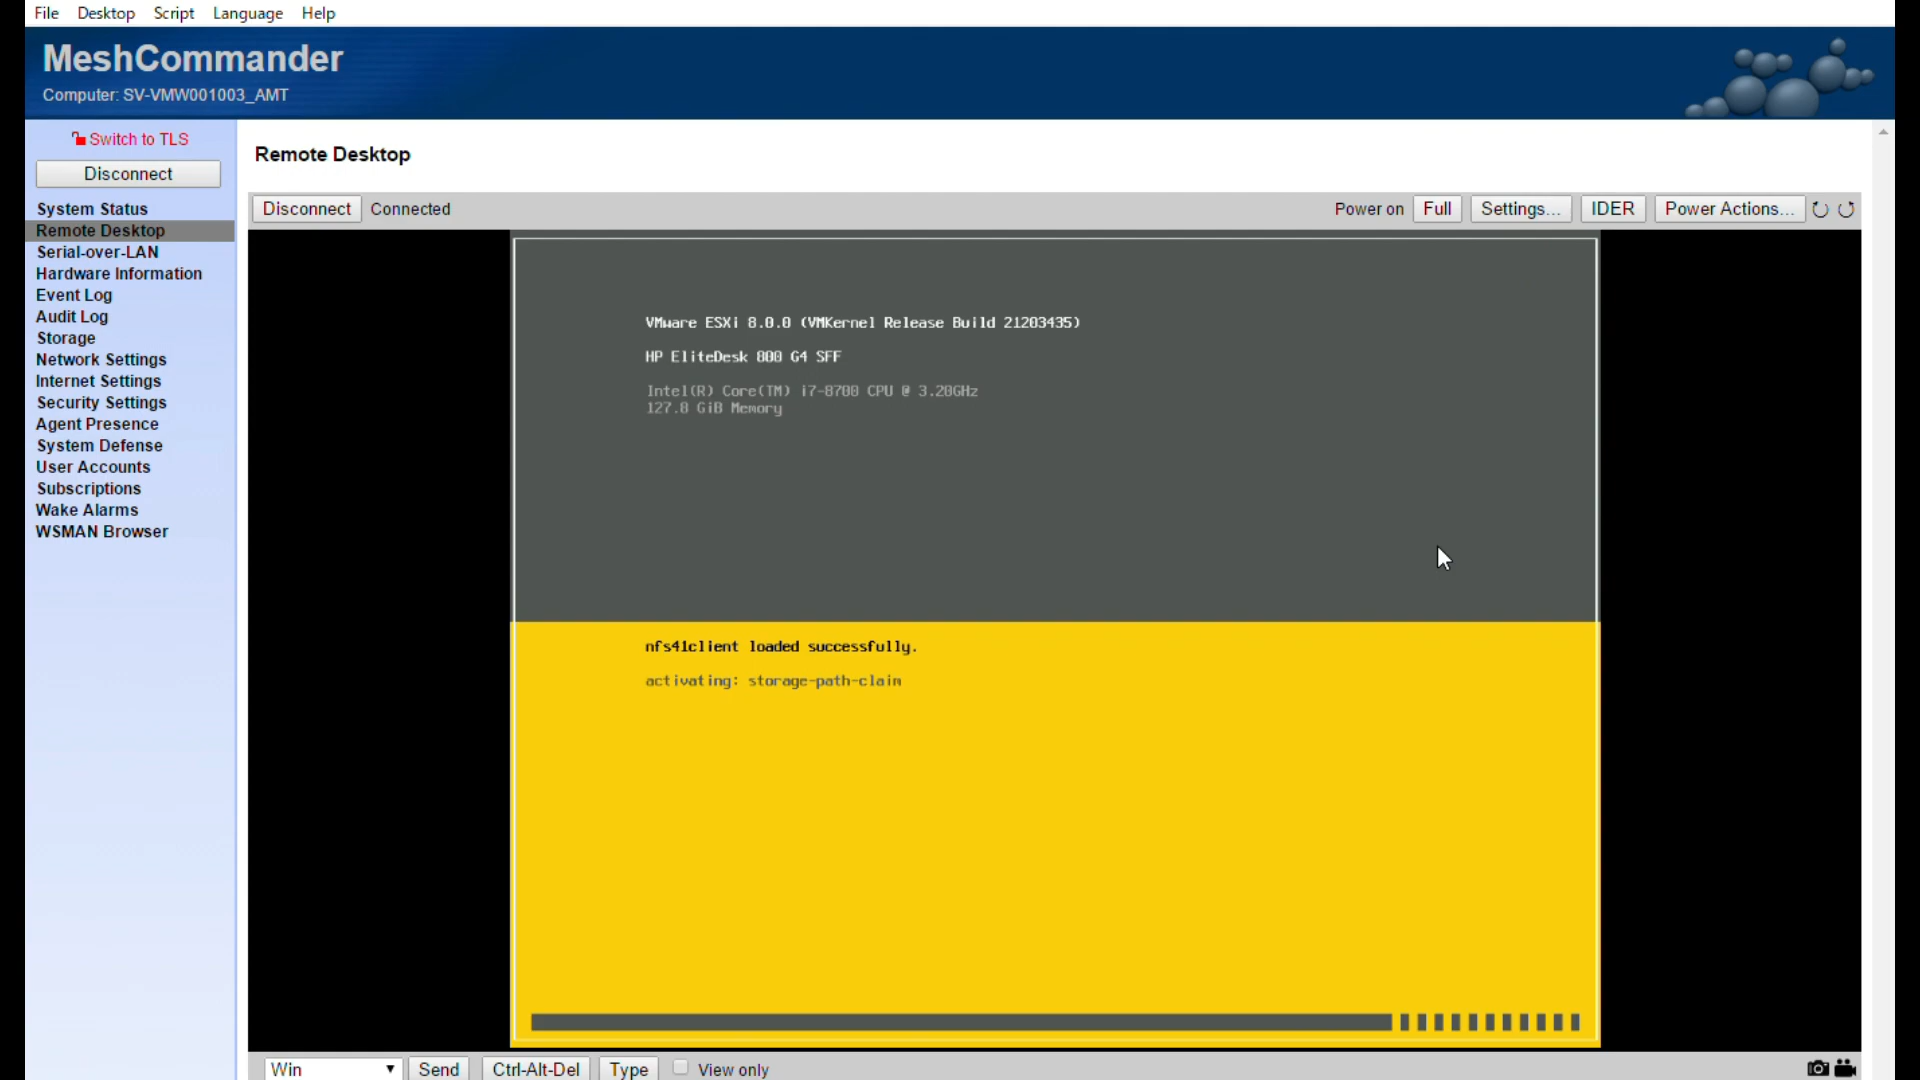 File Desktop Script Language Help
MeshCommander
Computer: SV-VMW001003_AMT
Switch to TLS
Disconnect
System Status
Remote Desktop
Serial-over-LAN
Hardware Information
Event Log
Audit Log
Storage
Network Settings
Internet Settings
Security Settings
Agent Presence
System Defense
User Accounts
Subscriptions
Wake Alarms
WSMAN Browser
Remote Desktop
Disconnect Connected Power on Full Settings... IDER Power Actions...
VMware ESXi 8.0.0 (VMKernel Release Build 21203435)
HP EliteDesk 800 G4 SFF
Intel(R) Core(TM) i7-8700 CPU @ 3.20GHz
127.8 GiB Memory
nfs41client loaded successfully.
activating: storage-path-claim
Win Send Ctrl-Alt-Del Type View only